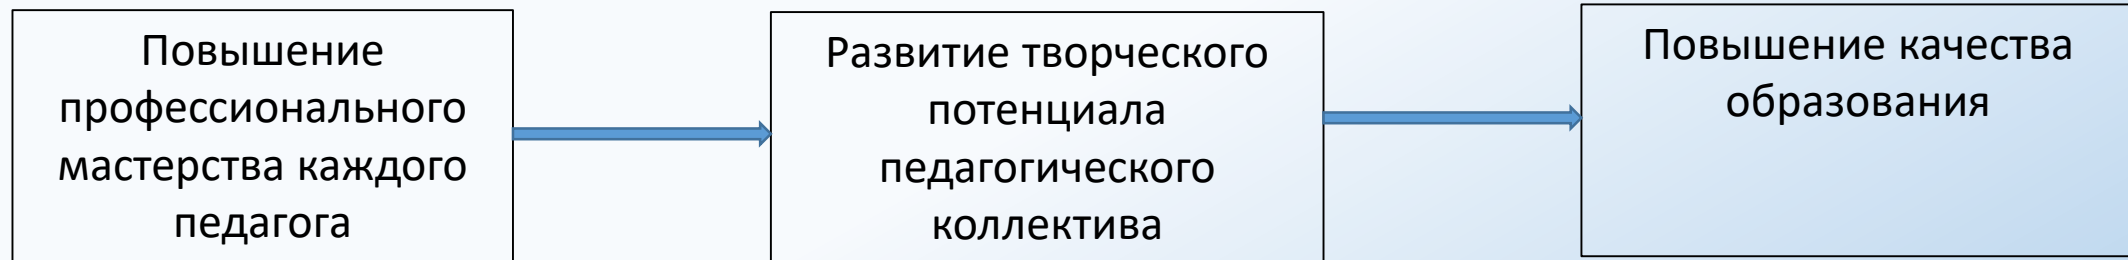 Повышение
профессионального
мастерства каждого
педагога
Развитие творческого
потенциала
педагогического
коллектива
Повышение качества
образования